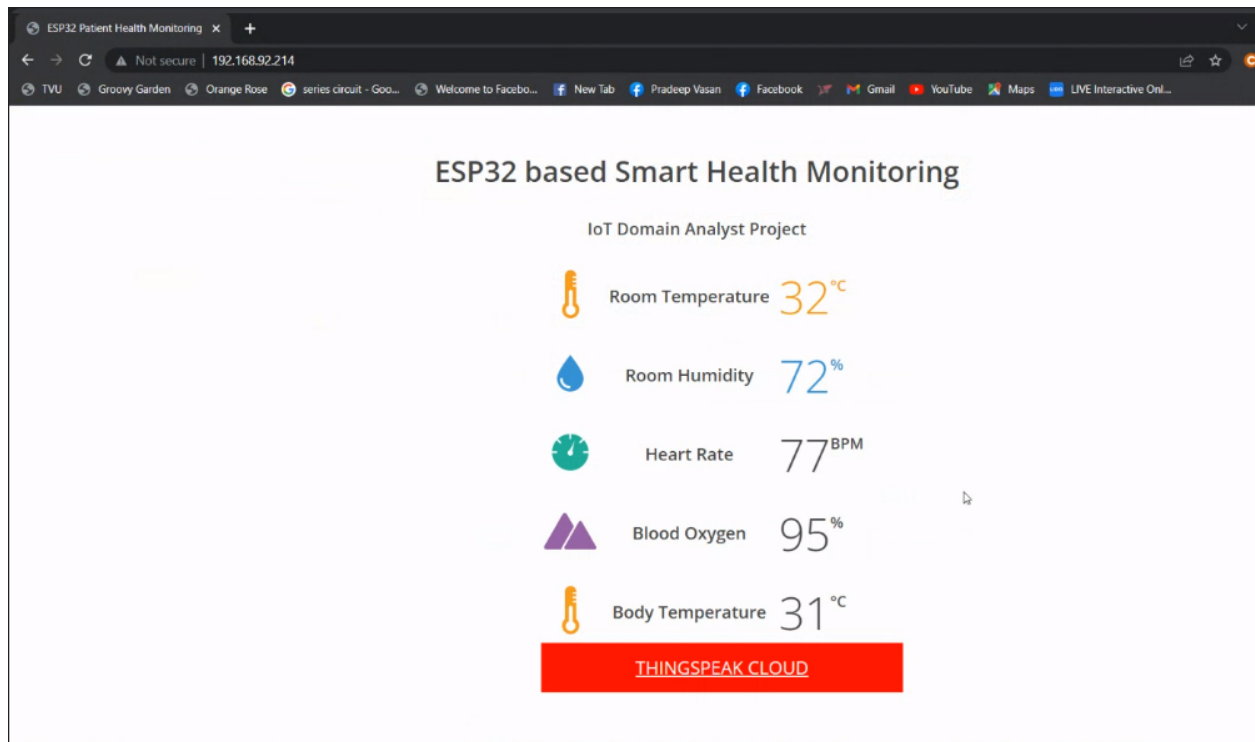 ESP32 Patient Health Monitoring
Not secure | 192.168.92.214
TVU Groovy Garden Orange Rose series circuit - Goo... Welcome to Facebo... New Tab Pradeep Vasan Facebook Gmail YouTube Maps LIVE Interactive Onl...
ESP32 based Smart Health Monitoring
IoT Domain Analyst Project
Room Temperature 32°C
Room Humidity 72%
Heart Rate 77BPM
Blood Oxygen 95%
Body Temperature 31°C
THINGSPEAK CLOUD